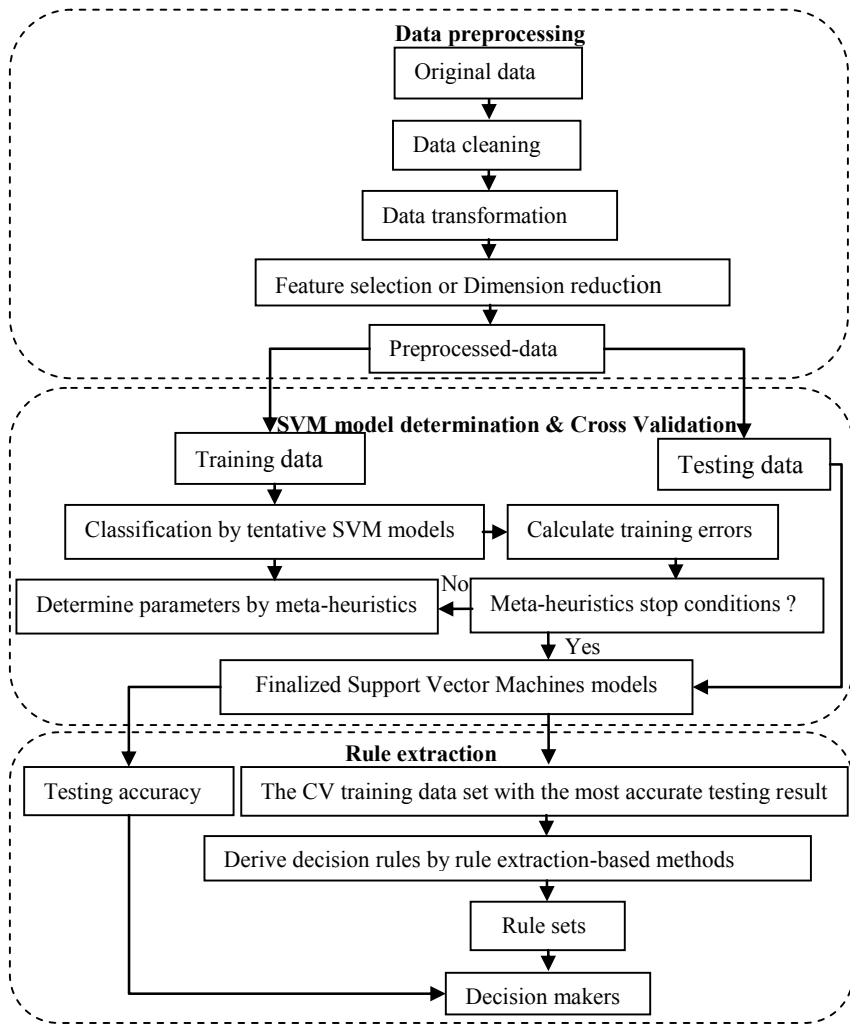 Data preprocessing
Original data
Data cleaning
Data transformation
Feature selection or Dimension reduction
Preprocessed-data
SVM model determination & Cross Validation
Training data
Testing data
Classification by tentative SVM models
Calculate training errors
Determine parameters by meta-heuristics
No
Meta-heuristics stop conditions ?
Yes
Finalized Support Vector Machines models
Rule extraction
Testing accuracy
The CV training data set with the most accurate testing result
Derive decision rules by rule extraction-based methods
Rule sets
Decision makers